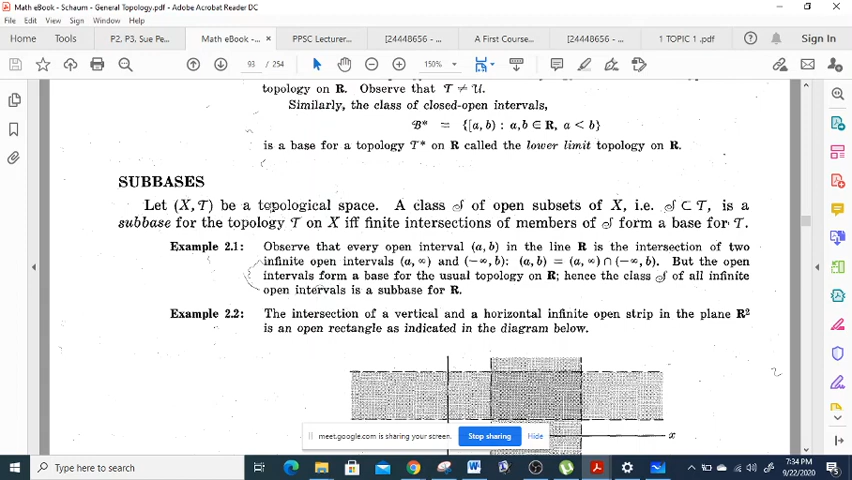 Math eBook - Schaum - General Topology.pdf - Adobe Acrobat Reader DC
File Edit View Sign Window Help
Home Tools P2, P3, Sue Pe... Math eBook -... × PPSC Lecturer... [24448656 - ... A First Course... [24448656 - ... 1 TOPIC 1 .pdf Sign In
93 / 254 125%
topology on R. Observe that T ≠ U.
Similarly, the class of closed-open intervals,
B* = {[a, b) : a, b ∈ R, a < b}
is a base for a topology T* on R called the lower limit topology on R.
SUBBASES
Let (X, T) be a topological space. A class S of open subsets of X, i.e. S ⊂ T, is a
subbase for the topology T on X iff finite intersections of members of S form a base for T.
Example 2.1: Observe that every open interval (a, b) in the line R is the intersection of two
infinite open intervals (a, ∞) and (−∞, b): (a, b) = (a, ∞) ∩ (−∞, b). But the open
intervals form a base for the usual topology on R; hence the class S of all infinite
open intervals is a subbase for R.
Example 2.2: The intersection of a vertical and a horizontal infinite open strip in the plane R²
is an open rectangle as indicated in the diagram below.
meet.google.com is sharing your screen. Stop sharing Hide
x
Type here to search
7:34 PM
9/22/2020